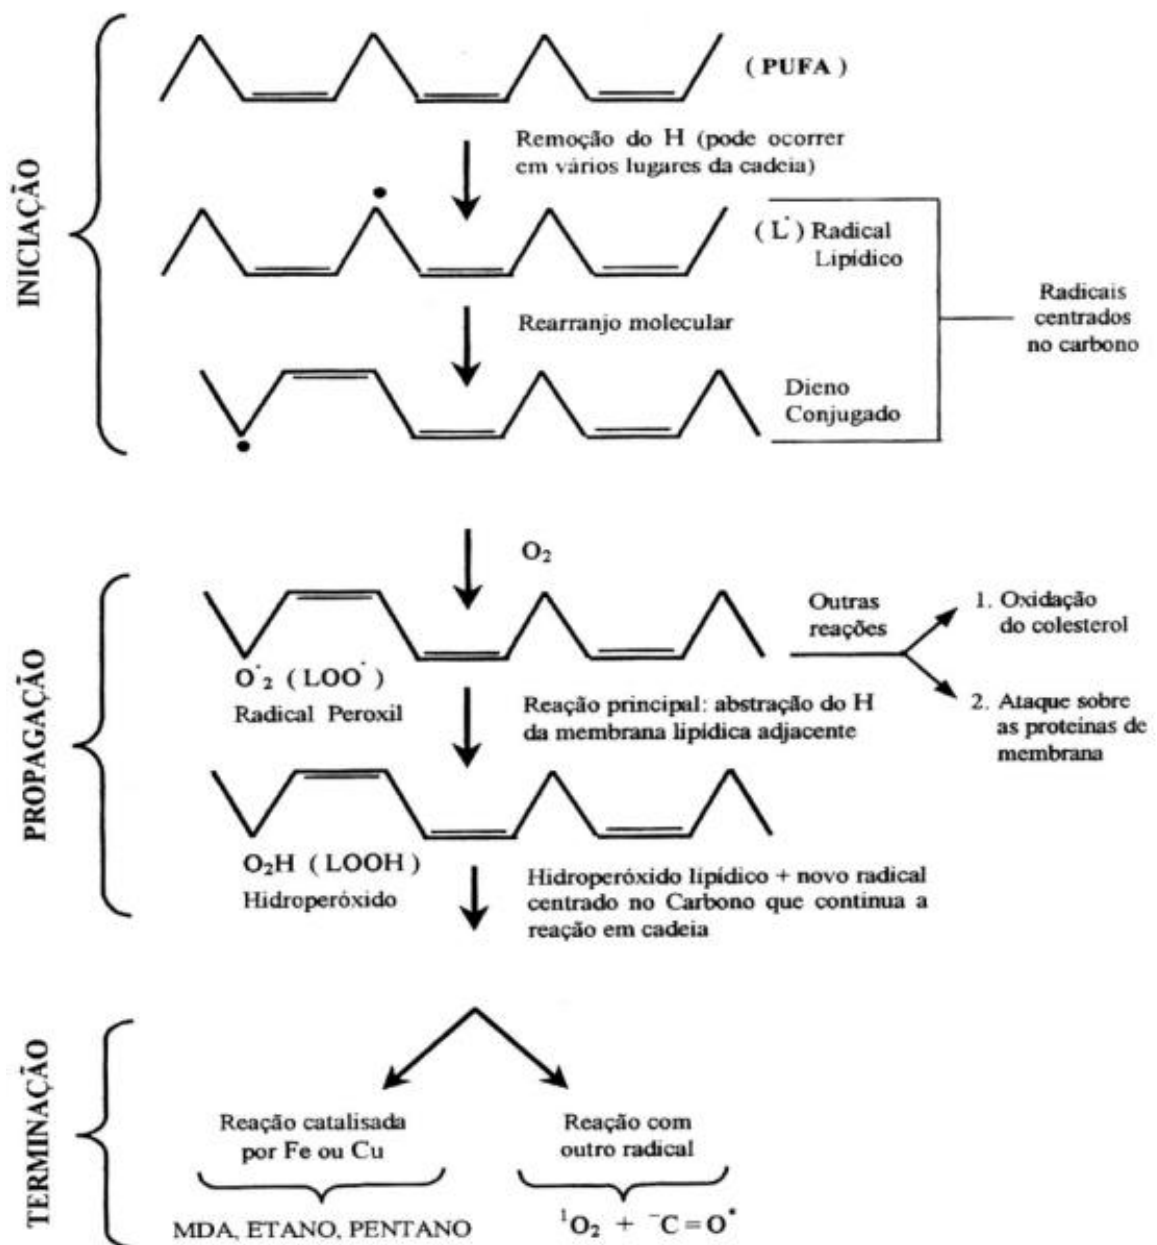 INICIAÇÃO
( PUFA )
Remoção do H (pode ocorrer
em vários lugares da cadeia)
( L˙ ) Radical
Lipídico
Rearranjo molecular
Radicais
centrados
no carbono
Dieno
Conjugado
PROPAGAÇÃO
O₂
O˙₂ ( LOO˙ )
Radical Peroxil
Outras
reações
1. Oxidação
do colesterol
2. Ataque sobre
as proteínas de
membrana
Reação principal: abstração do H
da membrana lipídica adjacente
O₂H ( LOOH )
Hidroperóxido
Hidroperóxido lipídico + novo radical
centrado no Carbono que continua a
reação em cadeia
TERMINAÇÃO
Reação catalisada
por Fe ou Cu
MDA, ETANO, PENTANO
Reação com
outro radical
¹O₂ + ⁻C=O•